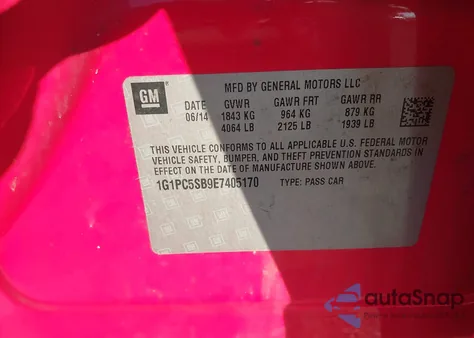 GM
MFD BY GENERAL MOTORS LLC
DATE GVWR GAWR FRT GAWR RR
06/14 1843 KG 964 KG 879 KG
4064 LB 2125 LB 1939 LB
THIS VEHICLE CONFORMS TO ALL APPLICABLE U.S. FEDERAL MOTOR
VEHICLE SAFETY, BUMPER, AND THEFT PREVENTION STANDARDS IN
EFFECT ON THE DATE OF MANUFACTURE SHOWN ABOVE.
1G1PC5SB9E7405170 TYPE: PASS CAR
autoSnap